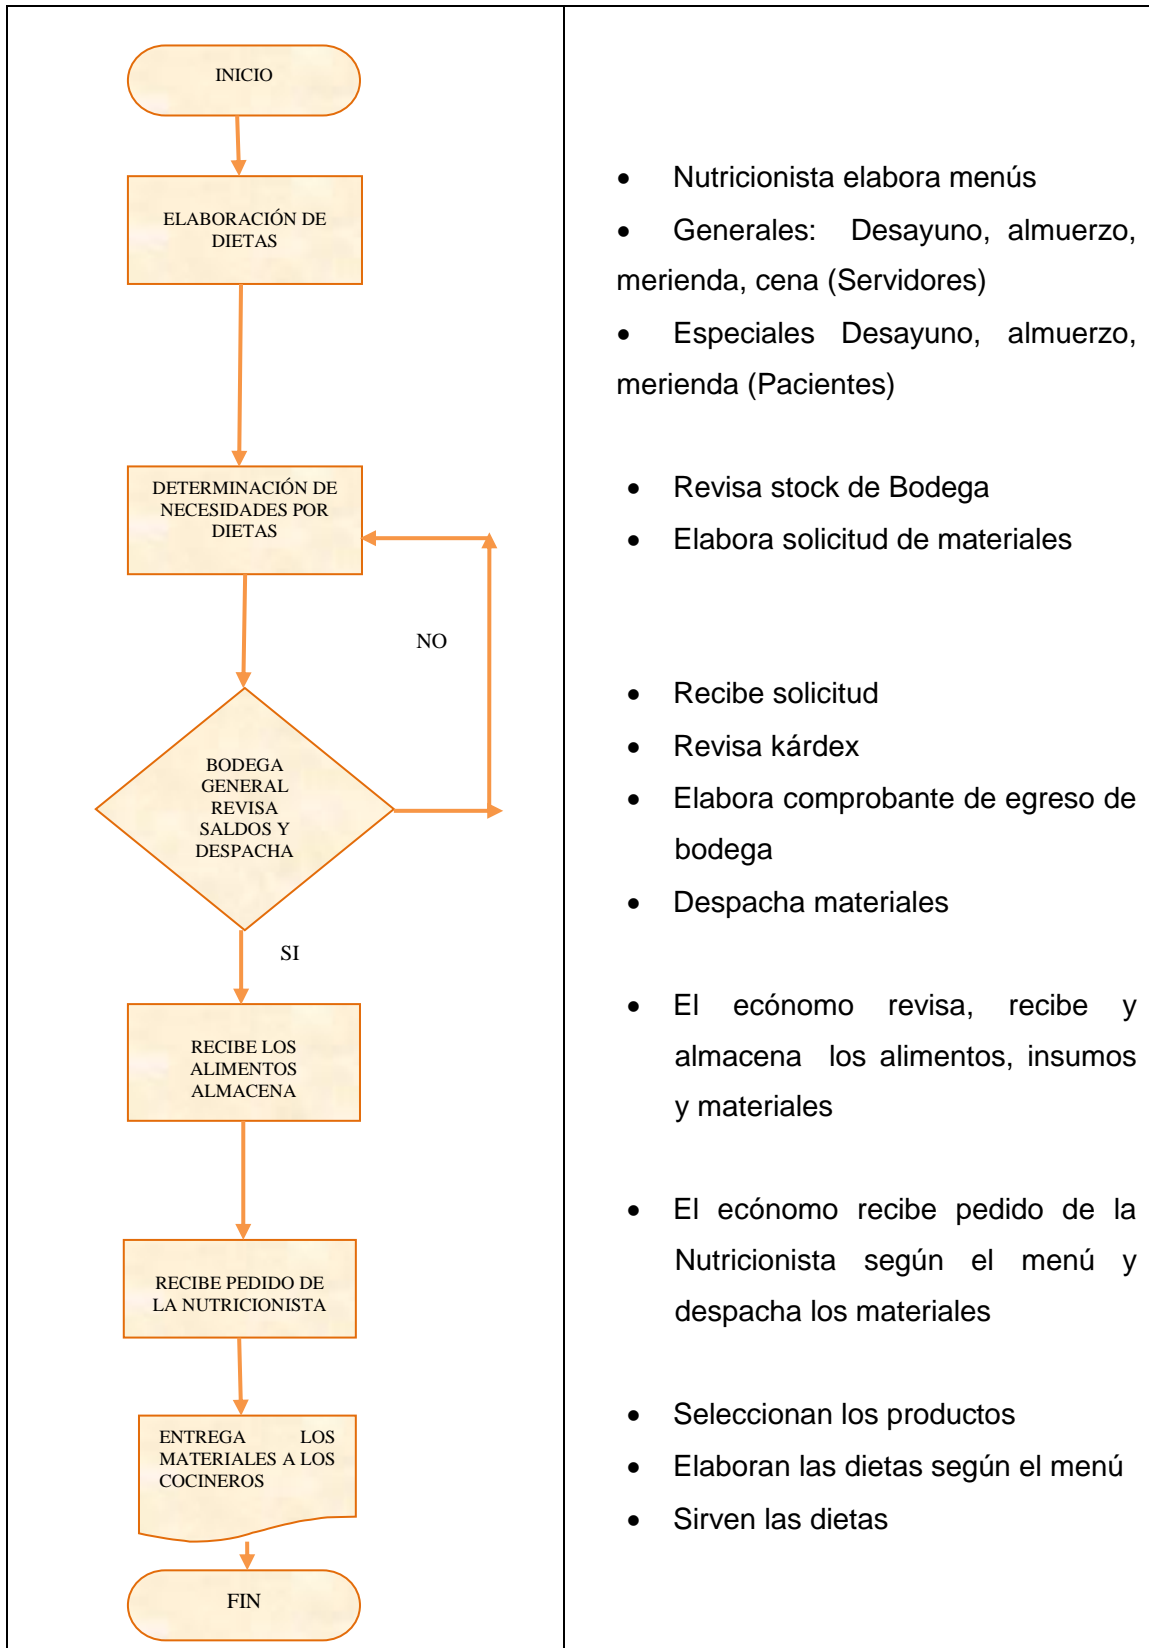 INICIO
ELABORACIÓN DE
DIETAS
DETERMINACIÓN DE
NECESIDADES POR
DIETAS
NO
BODEGA
GENERAL
REVISA
SALDOS Y
DESPACHA
SI
RECIBE LOS
ALIMENTOS
ALMACENA
RECIBE PEDIDO DE
LA NUTRICIONISTA
ENTREGA LOS
MATERIALES A LOS
COCINEROS
FIN
• Nutricionista elabora menús
• Generales: Desayuno, almuerzo,
merienda, cena (Servidores)
• Especiales Desayuno, almuerzo,
merienda (Pacientes)
• Revisa stock de Bodega
• Elabora solicitud de materiales
• Recibe solicitud
• Revisa kárdex
• Elabora comprobante de egreso de
bodega
• Despacha materiales
• El ecónomo revisa, recibe y
almacena los alimentos, insumos
y materiales
• El ecónomo recibe pedido de la
Nutricionista según el menú y
despacha los materiales
• Seleccionan los productos
• Elaboran las dietas según el menú
• Sirven las dietas